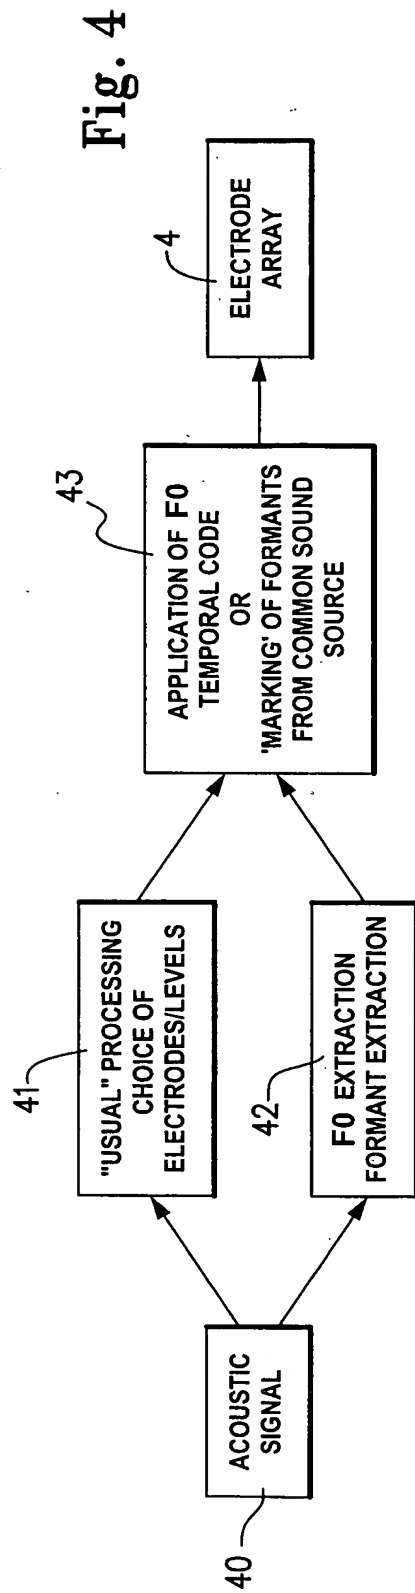 Fig. 4
40
ACOUSTIC
SIGNAL
41
"USUAL" PROCESSING
CHOICE OF
ELECTRODES/LEVELS
42
F0 EXTRACTION
FORMANT EXTRACTION
43
APPLICATION OF F0
TEMPORAL CODE
OR
'MARKING' OF FORMANTS
FROM COMMON SOUND
SOURCE
4
ELECTRODE
ARRAY